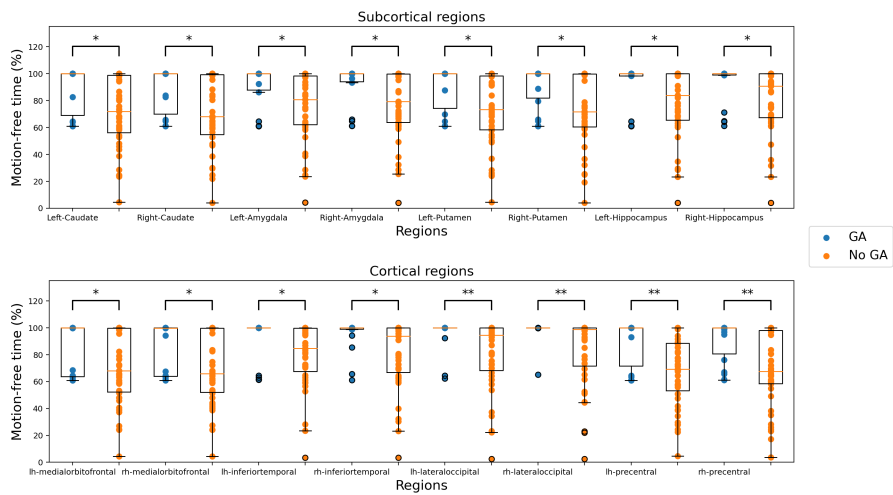 Subcortical regions
* * * * * * * *
120
100
80
60
40
20
0
Motion-free time (%)
Left-Caudate Right-Caudate Left-Amygdala Right-Amygdala Left-Putamen Right-Putamen Left-Hippocampus Right-Hippocampus
Regions
GA
No GA
Cortical regions
* * * * ** ** ** **
120
100
80
60
40
20
0
Motion-free time (%)
lh-medialorbitofrontal rh-medialorbitofrontal lh-inferiortemporal rh-inferiortemporal lh-lateraloccipital rh-lateraloccipital lh-precentral rh-precentral
Regions